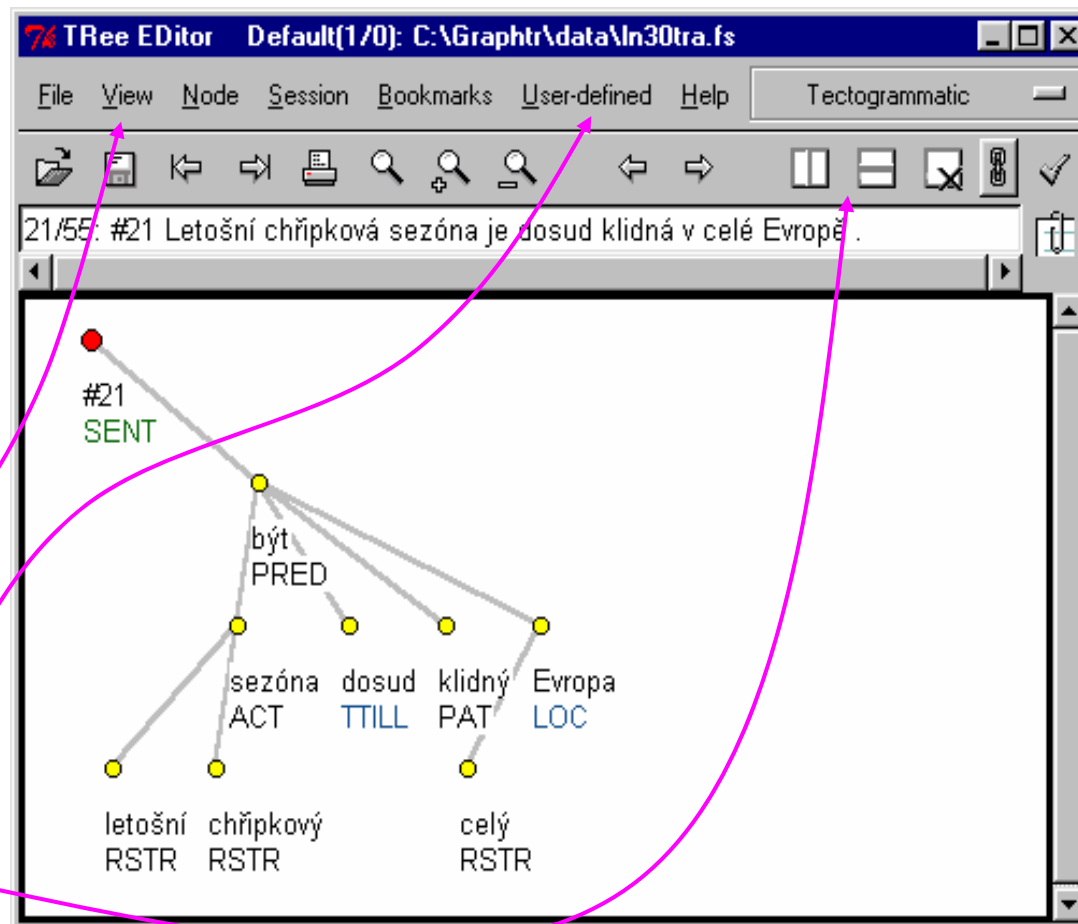 TRee EDitor Default(1/0): C:\Graphtr\data\ln30tra.fs
File View Node Session Bookmarks User-defined Help Tectogrammatic
21/55: #21 Letošní chřipková sezóna je dosud klidná v celé Evropě .
#21
SENT
být
PRED
sezóna dosud klidný Evropa
ACT TTILL PAT LOC
letošní chřipkový celý
RSTR RSTR RSTR